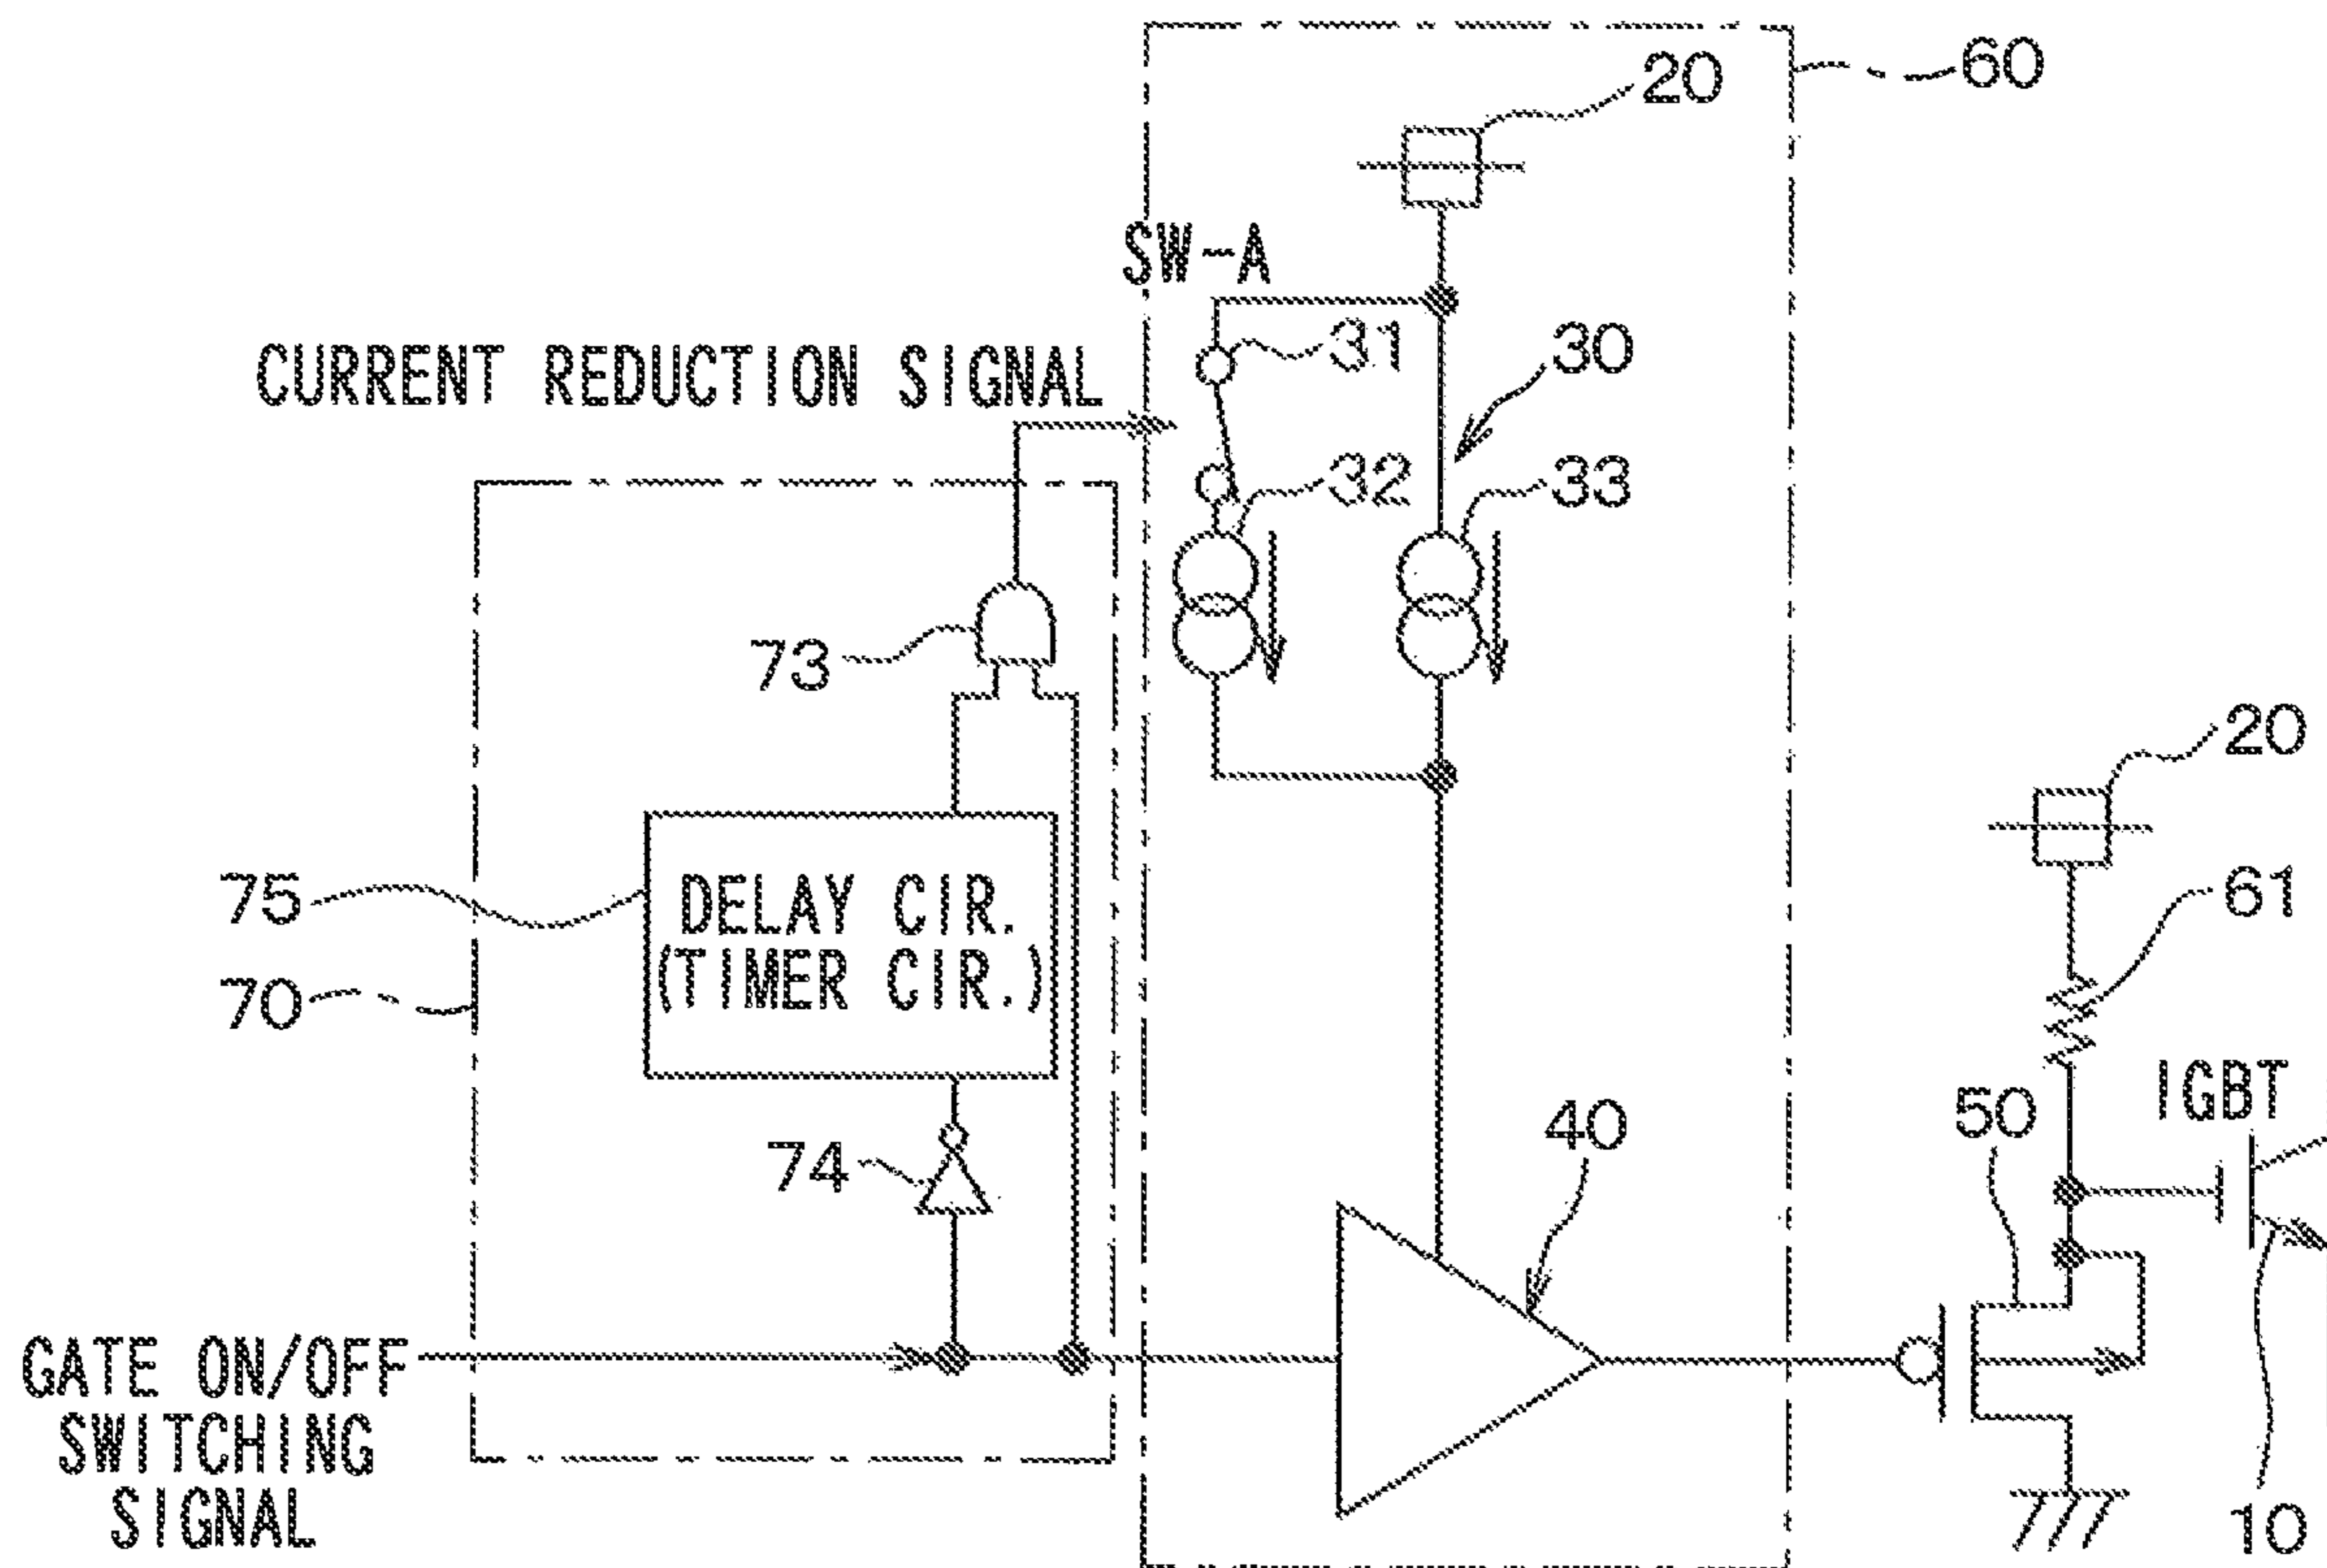 60
20
SW-A
31
30
CURRENT REDUCTION SIGNAL
32
33
73
20
75
DELAY CIR.
(TIMER CIR.)
61
70
IGBT
50
40
74
GATE ON/OFF
SWITCHING
SIGNAL
10